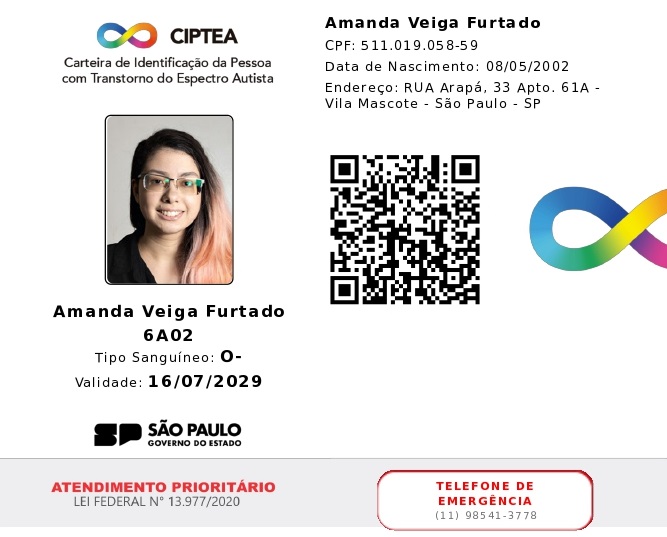 CIPTEA
Carteira de Identificação da Pessoa
com Transtorno do Espectro Autista
Amanda Veiga Furtado
6A02
Tipo Sanguíneo: O-
Validade: 16/07/2029
SP SÃO PAULO
GOVERNO DO ESTADO
ATENDIMENTO PRIORITÁRIO
LEI FEDERAL N° 13.977/2020
Amanda Veiga Furtado
CPF: 511.019.058-59
Data de Nascimento: 08/05/2002
Endereço: RUA Arapá, 33 Apto. 61A -
Vila Mascote - São Paulo - SP
TELEFONE DE
EMERGÊNCIA
(11) 98541-3778